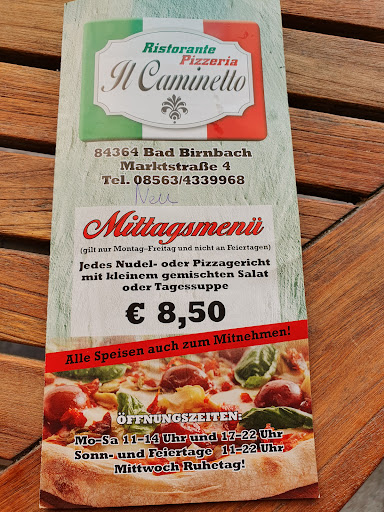 Ristorante
Pizzeria
Il Caminetto
84364 Bad Birnbach
Marktstraße 4
Tel. 08563/4339968
Neu
Mittagsmenü
(gilt nur Montag-Freitag und nicht an Feiertagen)
Jedes Nudel- oder Pizzagericht
mit kleinem gemischten Salat
oder Tagessuppe
€ 8,50
Alle Speisen auch zum Mitnehmen!
ÖFFNUNGSZEITEN:
Mo-Sa 11-14 Uhr und 17-22 Uhr
Sonn- und Feiertage 11-22 Uhr
Mittwoch Ruhetag!